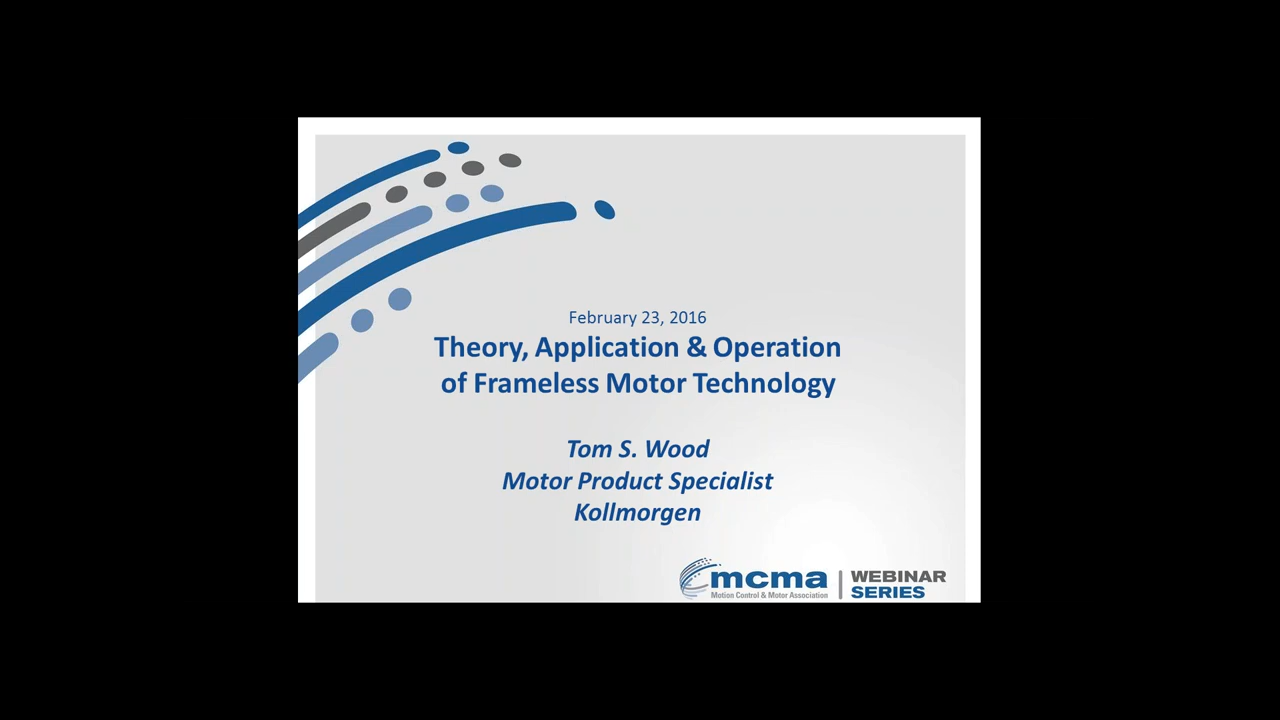 February 23, 2016
Theory, Application & Operation
of Frameless Motor Technology
Tom S. Wood
Motor Product Specialist
Kollmorgen
mcma
Motion Control & Motor Association
WEBINAR
SERIES